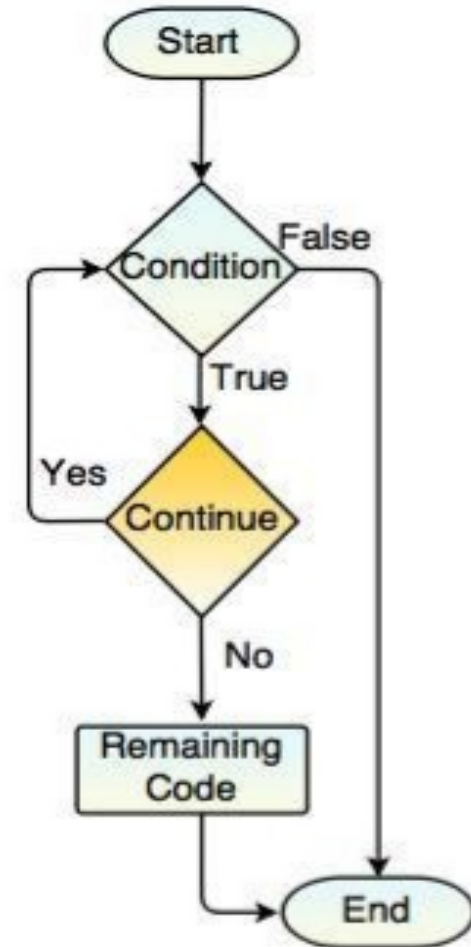 Start
False
Condition
True
Yes
Continue
No
Remaining
Code
End